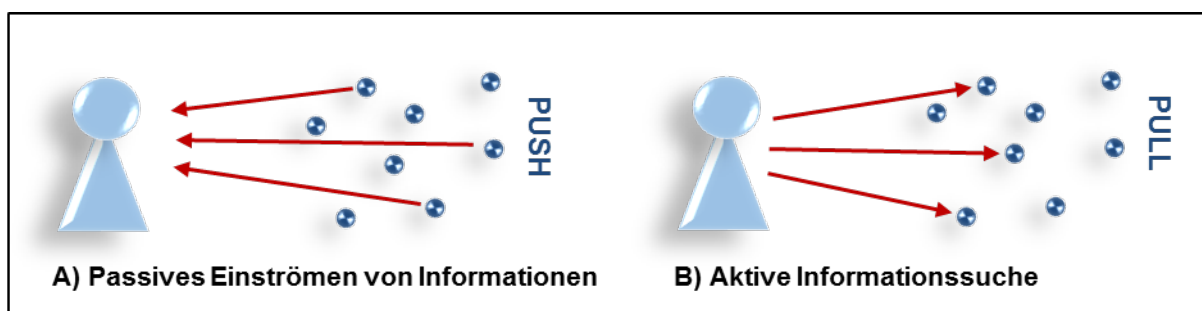 PUSH
PULL
A) Passives Einströmen von Informationen
B) Aktive Informationssuche